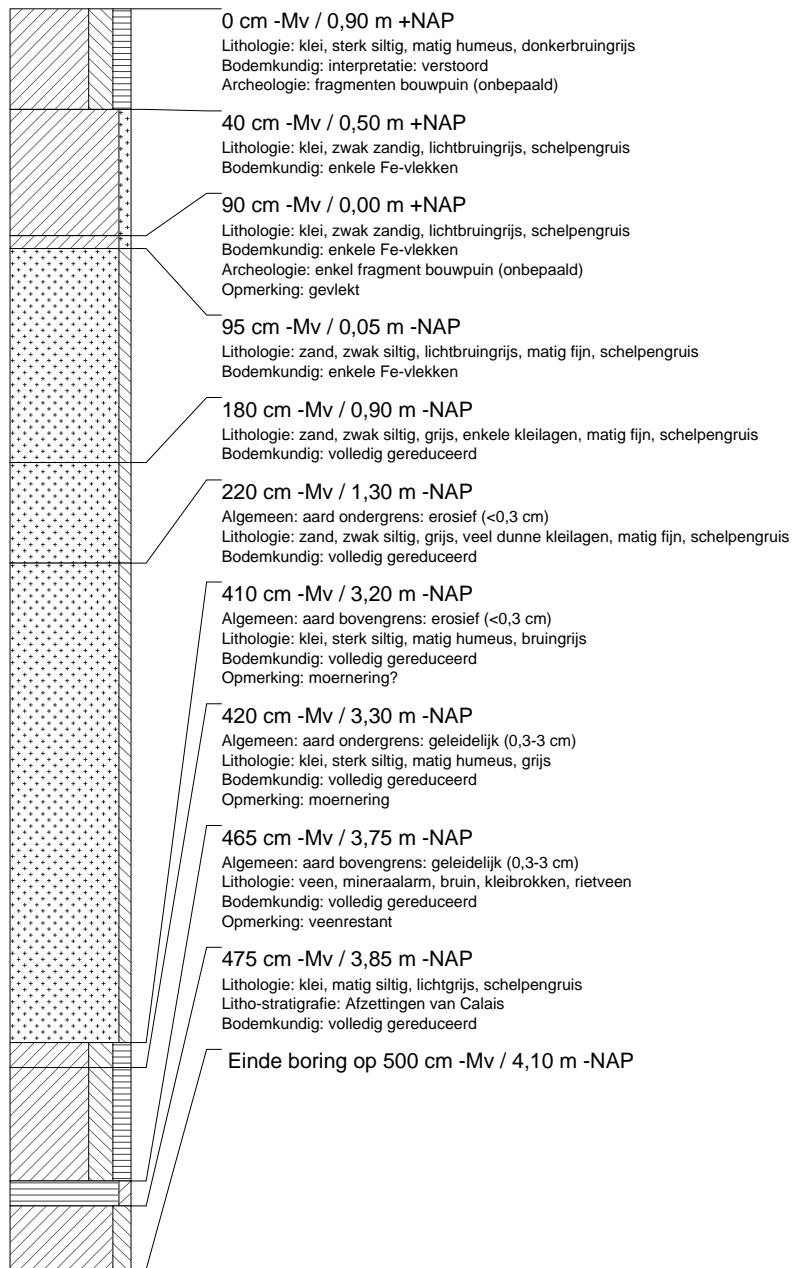 0 cm -Mv / 0,90 m +NAP
Lithologie: klei, sterk siltig, matig humeus, donkerbruingrijs
Bodemkundig: interpretatie: verstoord
Archeologie: fragmenten bouwpuin (onbepaald)
40 cm -Mv / 0,50 m +NAP
Lithologie: klei, zwak zandig, lichtbruingrijs, schelpengruis
Bodemkundig: enkele Fe-vlekken
90 cm -Mv / 0,00 m +NAP
Lithologie: klei, zwak zandig, lichtbruingrijs, schelpengruis
Bodemkundig: enkele Fe-vlekken
Archeologie: enkel fragment bouwpuin (onbepaald)
Opmerking: gevlekt
95 cm -Mv / 0,05 m -NAP
Lithologie: zand, zwak siltig, lichtbruingrijs, matig fijn, schelpengruis
Bodemkundig: enkele Fe-vlekken
180 cm -Mv / 0,90 m -NAP
Lithologie: zand, zwak siltig, grijs, enkele kleilagen, matig fijn, schelpengruis
Bodemkundig: volledig gereduceerd
220 cm -Mv / 1,30 m -NAP
Algemeen: aard ondergrens: erosief (<0,3 cm)
Lithologie: zand, zwak siltig, grijs, veel dunne kleilagen, matig fijn, schelpengruis
Bodemkundig: volledig gereduceerd
410 cm -Mv / 3,20 m -NAP
Algemeen: aard bovengrens: erosief (<0,3 cm)
Lithologie: klei, sterk siltig, matig humeus, bruingrijs
Bodemkundig: volledig gereduceerd
Opmerking: moernering?
420 cm -Mv / 3,30 m -NAP
Algemeen: aard ondergrens: geleidelijk (0,3-3 cm)
Lithologie: klei, sterk siltig, matig humeus, grijs
Bodemkundig: volledig gereduceerd
Opmerking: moernering
465 cm -Mv / 3,75 m -NAP
Algemeen: aard bovengrens: geleidelijk (0,3-3 cm)
Lithologie: veen, mineraalarm, bruin, kleibrokken, rietveen
Bodemkundig: volledig gereduceerd
Opmerking: veenrestant
475 cm -Mv / 3,85 m -NAP
Lithologie: klei, matig siltig, lichtgrijs, schelpengruis
Litho-stratigrafie: Afzettingen van Calais
Bodemkundig: volledig gereduceerd
Einde boring op 500 cm -Mv / 4,10 m -NAP